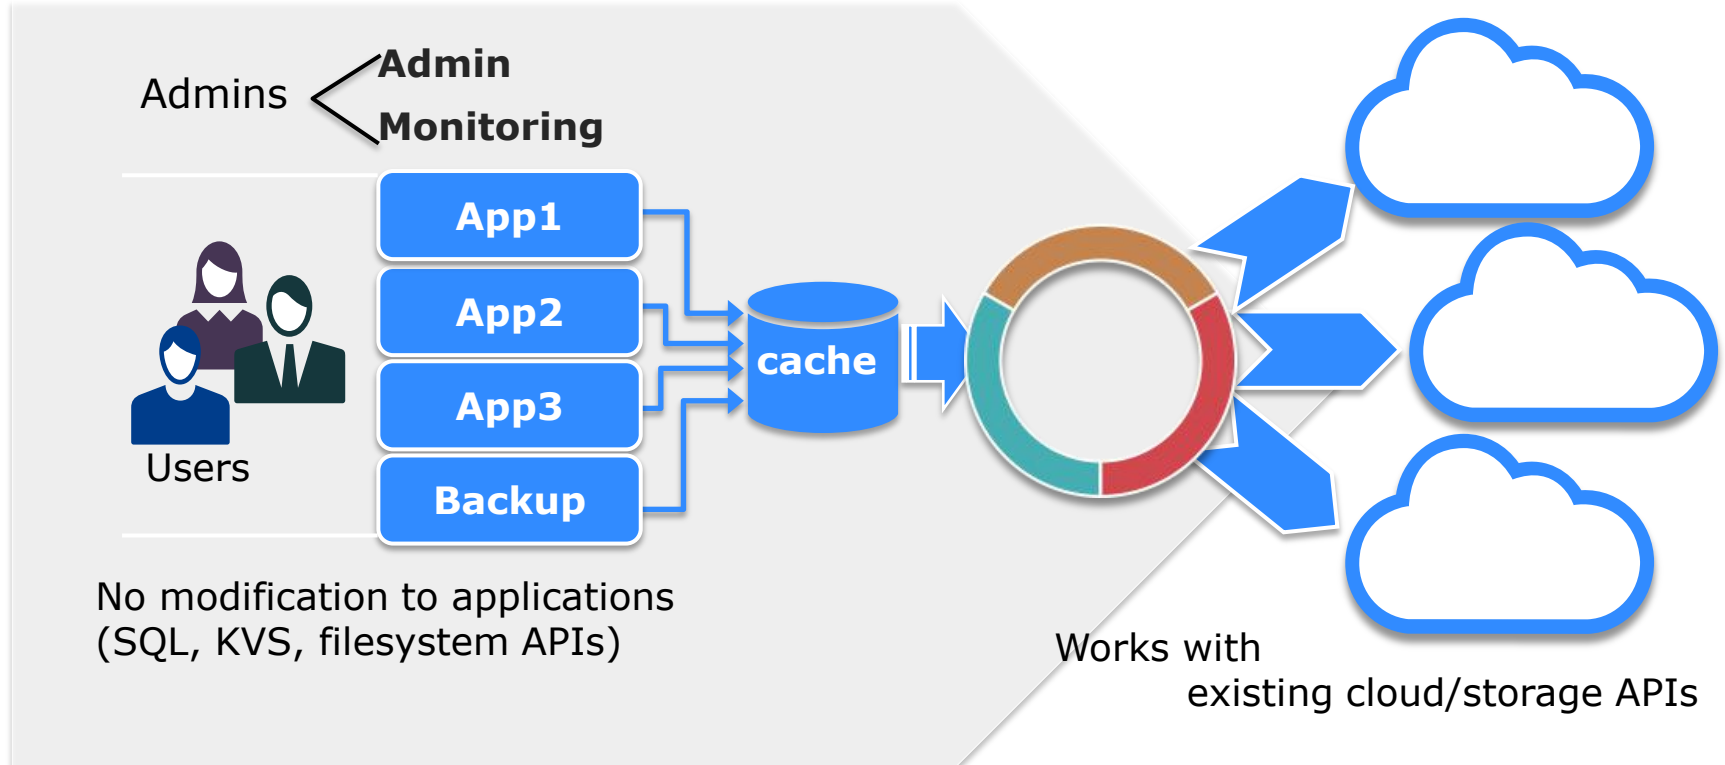 Admins
Admin
Monitoring
App1
App2
App3
Backup
Users
cache
No modification to applications
(SQL, KVS, filesystem APIs)
Works with
existing cloud/storage APIs